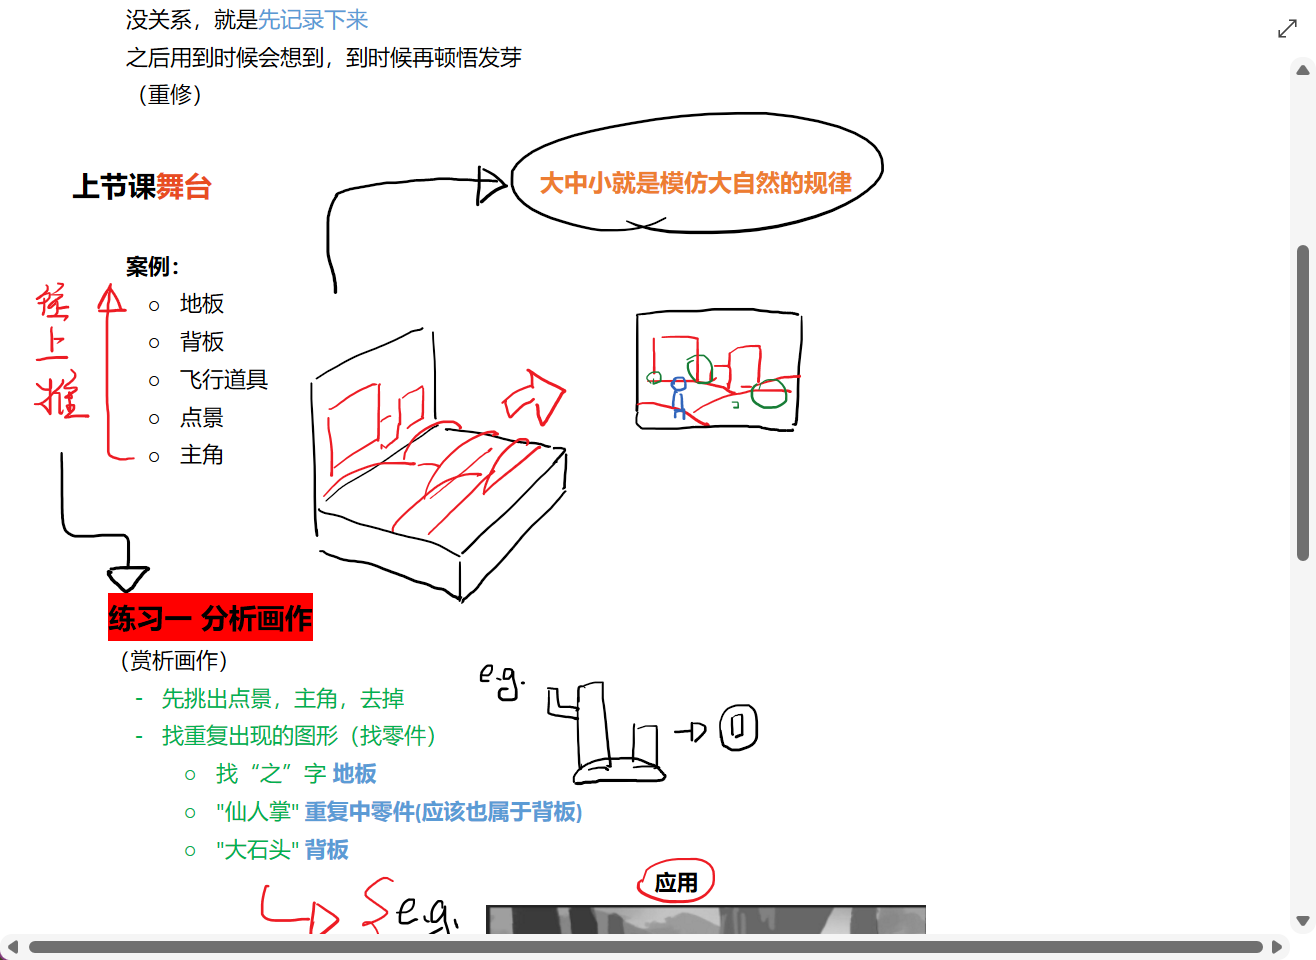 没关系，就是先记录下来
之后用到时候会想到，到时候再顿悟发芽
（重修）
大中小就是模仿大自然的规律
上节课舞台
案例：
○ 地板
○ 背板
○ 飞行道具
○ 点景
○ 主角
往上推
练习一 分析画作
（赏析画作）
- 先挑出点景，主角，去掉
- 找重复出现的图形（找零件）
○ 找“之”字 地板
○ "仙人掌" 重复中零件(应该也属于背板)
○ "大石头" 背板
e.g.
应用
e.g.